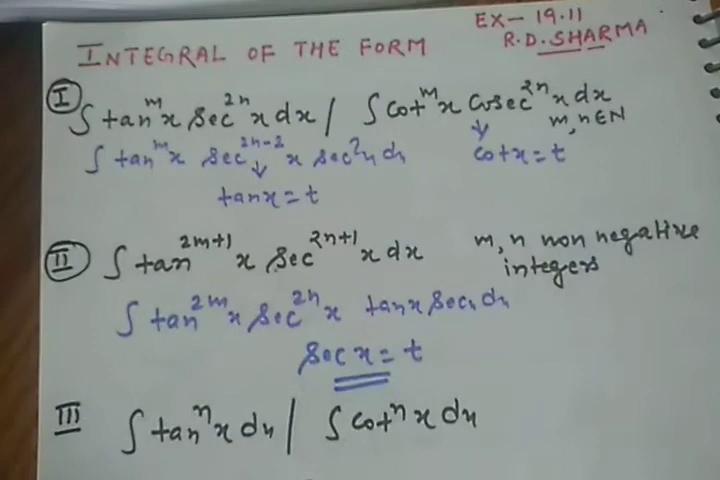 EX- 19.11
INTEGRAL OF THE FORM R.D. SHARMA
I ∫ tan^m x sec^2n x dx / ∫ cot^m x cosec^2n x dx
m, n ∈ N
∫ tan^m x sec^2n-2 x sec^2 x dx cot x = t
tan x = t
II ∫ tan^2m+1 x sec^2n+1 x dx m, n non negative
integers
∫ tan^2m x sec^2n x tan x sec x dx
sec x = t
III ∫ tan^n x dx / ∫ cot^n x dx